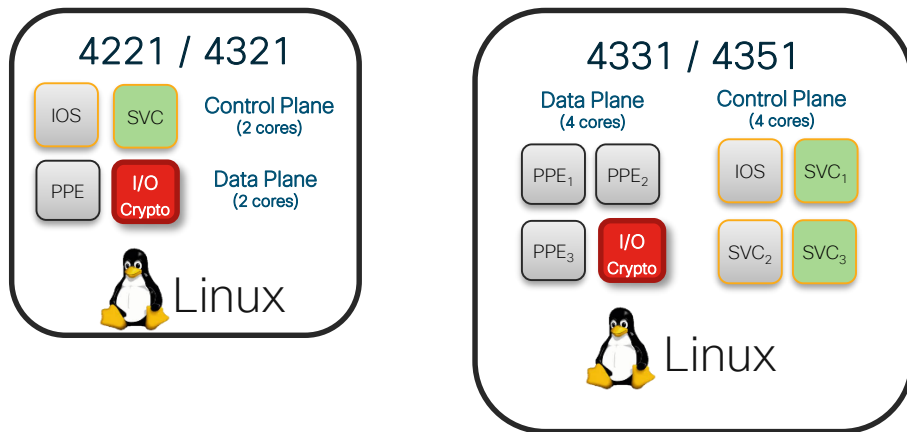 4221 / 4321
IOS
SVC
Control Plane
(2 cores)
PPE
I/O
Crypto
Data Plane
(2 cores)
Linux
4331 / 4351
Data Plane
(4 cores)
Control Plane
(4 cores)
PPE1
PPE2
IOS
SVC1
PPE3
I/O
Crypto
SVC2
SVC3
Linux